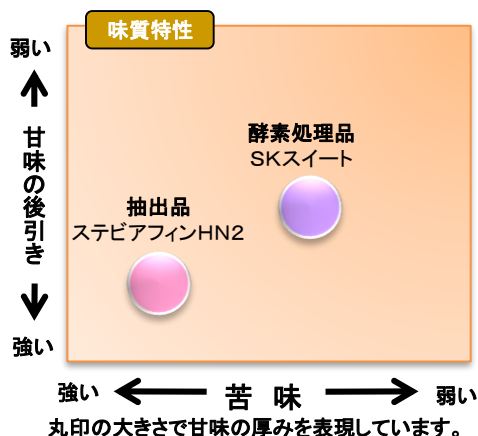 味質特性
弱い
甘味の後引き
強い
酵素処理品
SKスイート
抽出品
ステビアフィンHN2
強い
苦 味
弱い
丸印の大きさで甘味の厚みを表現しています。